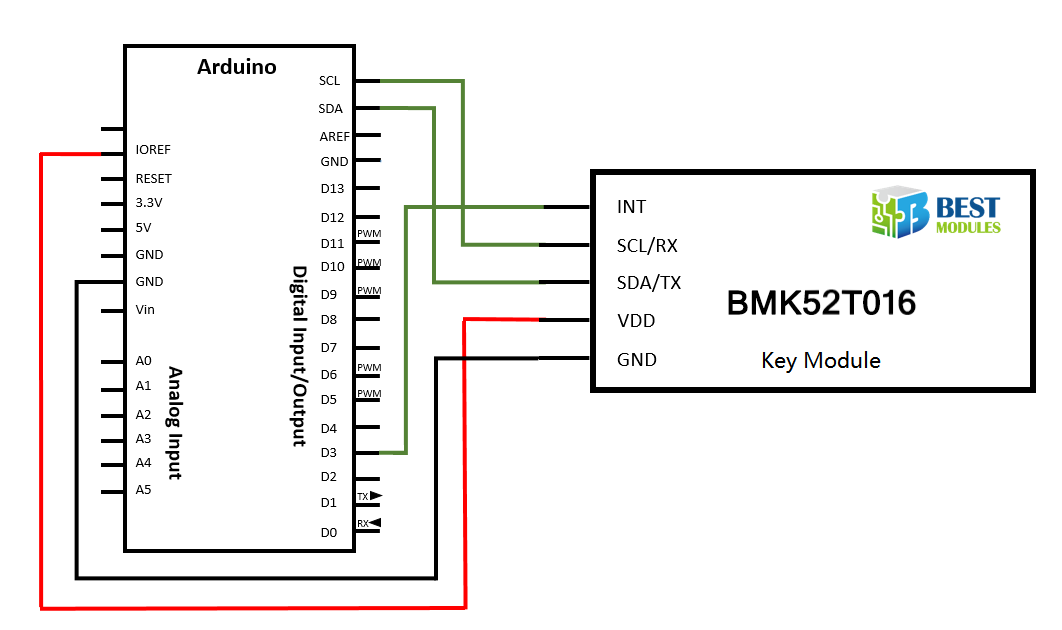 Arduino
SCL
SDA
AREF
GND
D13
D12
D11
PWM
D10
PWM
D9
PWM
D8
D7
D6
PWM
D5
PWM
D4
D3
D2
D1
TX
D0
RX
Digital Input/Output
IOREF
RESET
3.3V
5V
GND
GND
Vin
A0
A1
A2
A3
A4
A5
Analog Input
INT
SCL/RX
SDA/TX
VDD
GND
BEST
MODULES
BMK52T016
Key Module